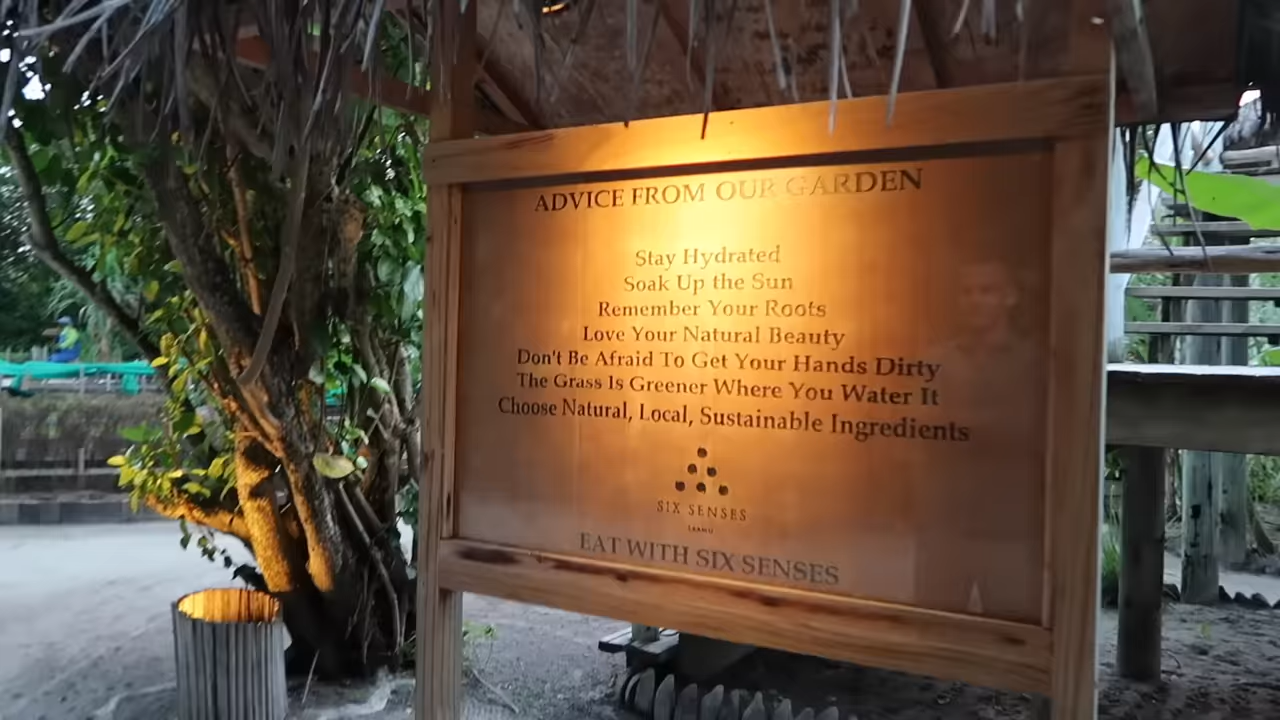 ADVICE FROM OUR GARDEN
Stay Hydrated
Soak Up the Sun
Remember Your Roots
Love Your Natural Beauty
Don't Be Afraid To Get Your Hands Dirty
The Grass Is Greener Where You Water It
Choose Natural, Local, Sustainable Ingredients
SIX SENSES
LAAMU
EAT WITH SIX SENSES